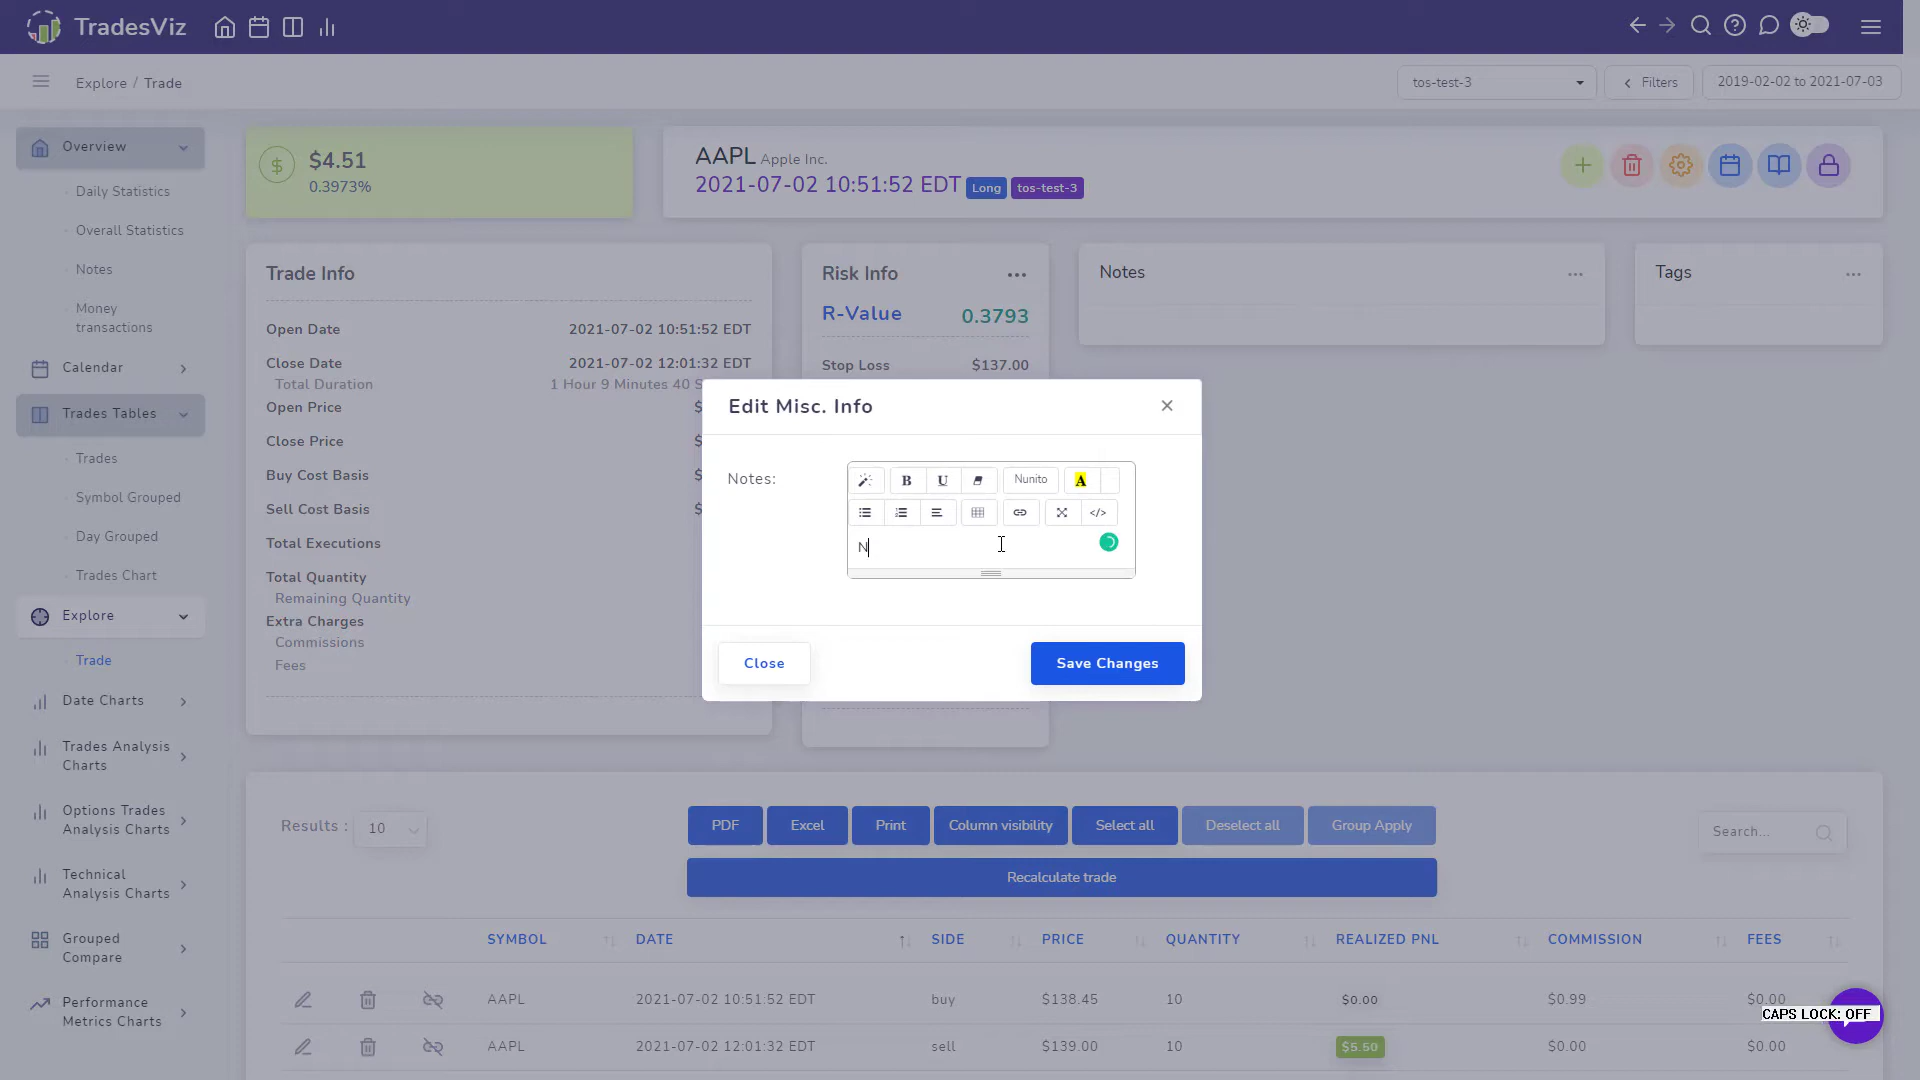 TradesViz
Explore / Trade
tos-test-3
Filters
2019-02-02 to 2021-07-03
Overview
Daily Statistics
Overall Statistics
Notes
Money
transactions
Calendar
Trades Tables
Trades
Symbol Grouped
Day Grouped
Trades Chart
Explore
Trade
Date Charts
Trades Analysis
Charts
Options Trades
Analysis Charts
Technical
Analysis Charts
Grouped
Compare
Performance
Metrics Charts
$4.51
0.3973%
AAPL Apple Inc.
2021-07-02 10:51:52 EDT Long tos-test-3
Trade Info
Open Date 2021-07-02 10:51:52 EDT
Close Date 2021-07-02 12:01:32 EDT
Total Duration 1 Hour 9 Minutes 40 S
Open Price $
Close Price $
Buy Cost Basis $
Sell Cost Basis $
Total Executions
Total Quantity
Remaining Quantity
Extra Charges
Commissions
Fees
Risk Info
R-Value 0.3793
Stop Loss $137.00
Notes
Tags
Edit Misc. Info
Notes:
B U Nunito A
</>
N
Close
Save Changes
Results : 10
PDF Excel Print Column visibility Select all Deselect all Group Apply
Recalculate trade
Search...
SYMBOL DATE SIDE PRICE QUANTITY REALIZED PNL COMMISSION FEES
AAPL 2021-07-02 10:51:52 EDT buy $138.45 10 $0.00 $0.99 $0.00
AAPL 2021-07-02 12:01:32 EDT sell $139.00 10 $5.50 $0.00 $0.00
CAPS LOCK: OFF